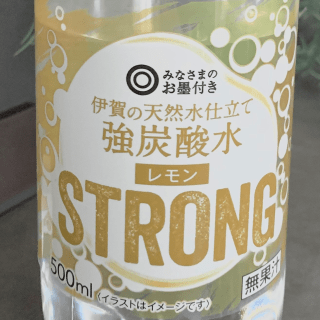 みなさまの
お墨付き
伊賀の天然水仕立て
強炭酸水
レモン
STRONG
500ml
(イラストはイメージです)
無果汁